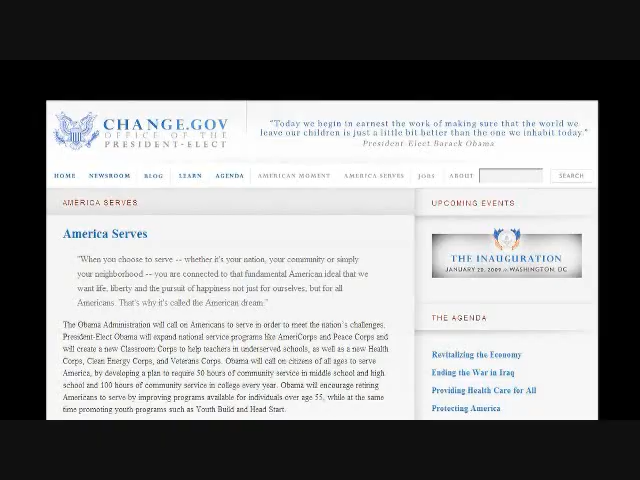 CHANGE.GOV
OFFICE OF THE
PRESIDENT-ELECT
"Today we begin in earnest the work of making sure that the world we
leave our children is just a little bit better than the one we inhabit today."
President-Elect Barack Obama
HOME NEWSROOM BLOG LEARN AGENDA AMERICAN MOMENT AMERICA SERVES JOBS ABOUT SEARCH
AMERICA SERVES
America Serves
"When you choose to serve -- whether it's your nation, your community or simply
your neighborhood -- you are connected to that fundamental American ideal that we
want life, liberty and the pursuit of happiness not just for ourselves, but for all
Americans. That's why it's called the American dream."
The Obama Administration will call on Americans to serve in order to meet the nation's challenges.
President-Elect Obama will expand national service programs like AmeriCorps and Peace Corps and
will create a new Classroom Corps to help teachers in underserved schools, as well as a new Health
Corps, Clean Energy Corps, and Veterans Corps. Obama will call on citizens of all ages to serve
America, by developing a plan to require 50 hours of community service in middle school and high
school and 100 hours of community service in college every year. Obama will encourage retiring
Americans to serve by improving programs available for individuals over age 55, while at the same
time promoting youth programs such as Youth Build and Head Start.
UPCOMING EVENTS
THE INAUGURATION
JANUARY 20, 2009 WASHINGTON, DC
THE AGENDA
Revitalizing the Economy
Ending the War in Iraq
Providing Health Care for All
Protecting America